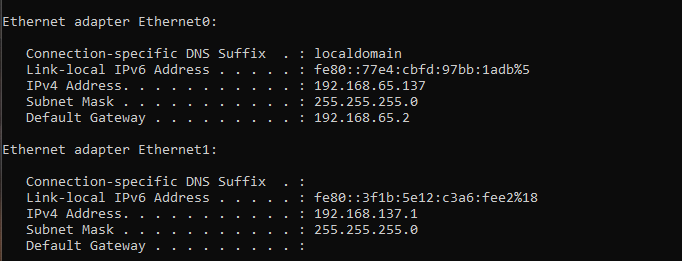 Ethernet adapter Ethernet0:
Connection-specific DNS Suffix  . : localdomain
Link-local IPv6 Address . . . . . : fe80::77e4:cbfd:97bb:1adb%5
IPv4 Address. . . . . . . . . . . : 192.168.65.137
Subnet Mask . . . . . . . . . . . : 255.255.255.0
Default Gateway . . . . . . . . . : 192.168.65.2
Ethernet adapter Ethernet1:
Connection-specific DNS Suffix  . :
Link-local IPv6 Address . . . . . : fe80::3f1b:5e12:c3a6:fee2%18
IPv4 Address. . . . . . . . . . . : 192.168.137.1
Subnet Mask . . . . . . . . . . . : 255.255.255.0
Default Gateway . . . . . . . . . :